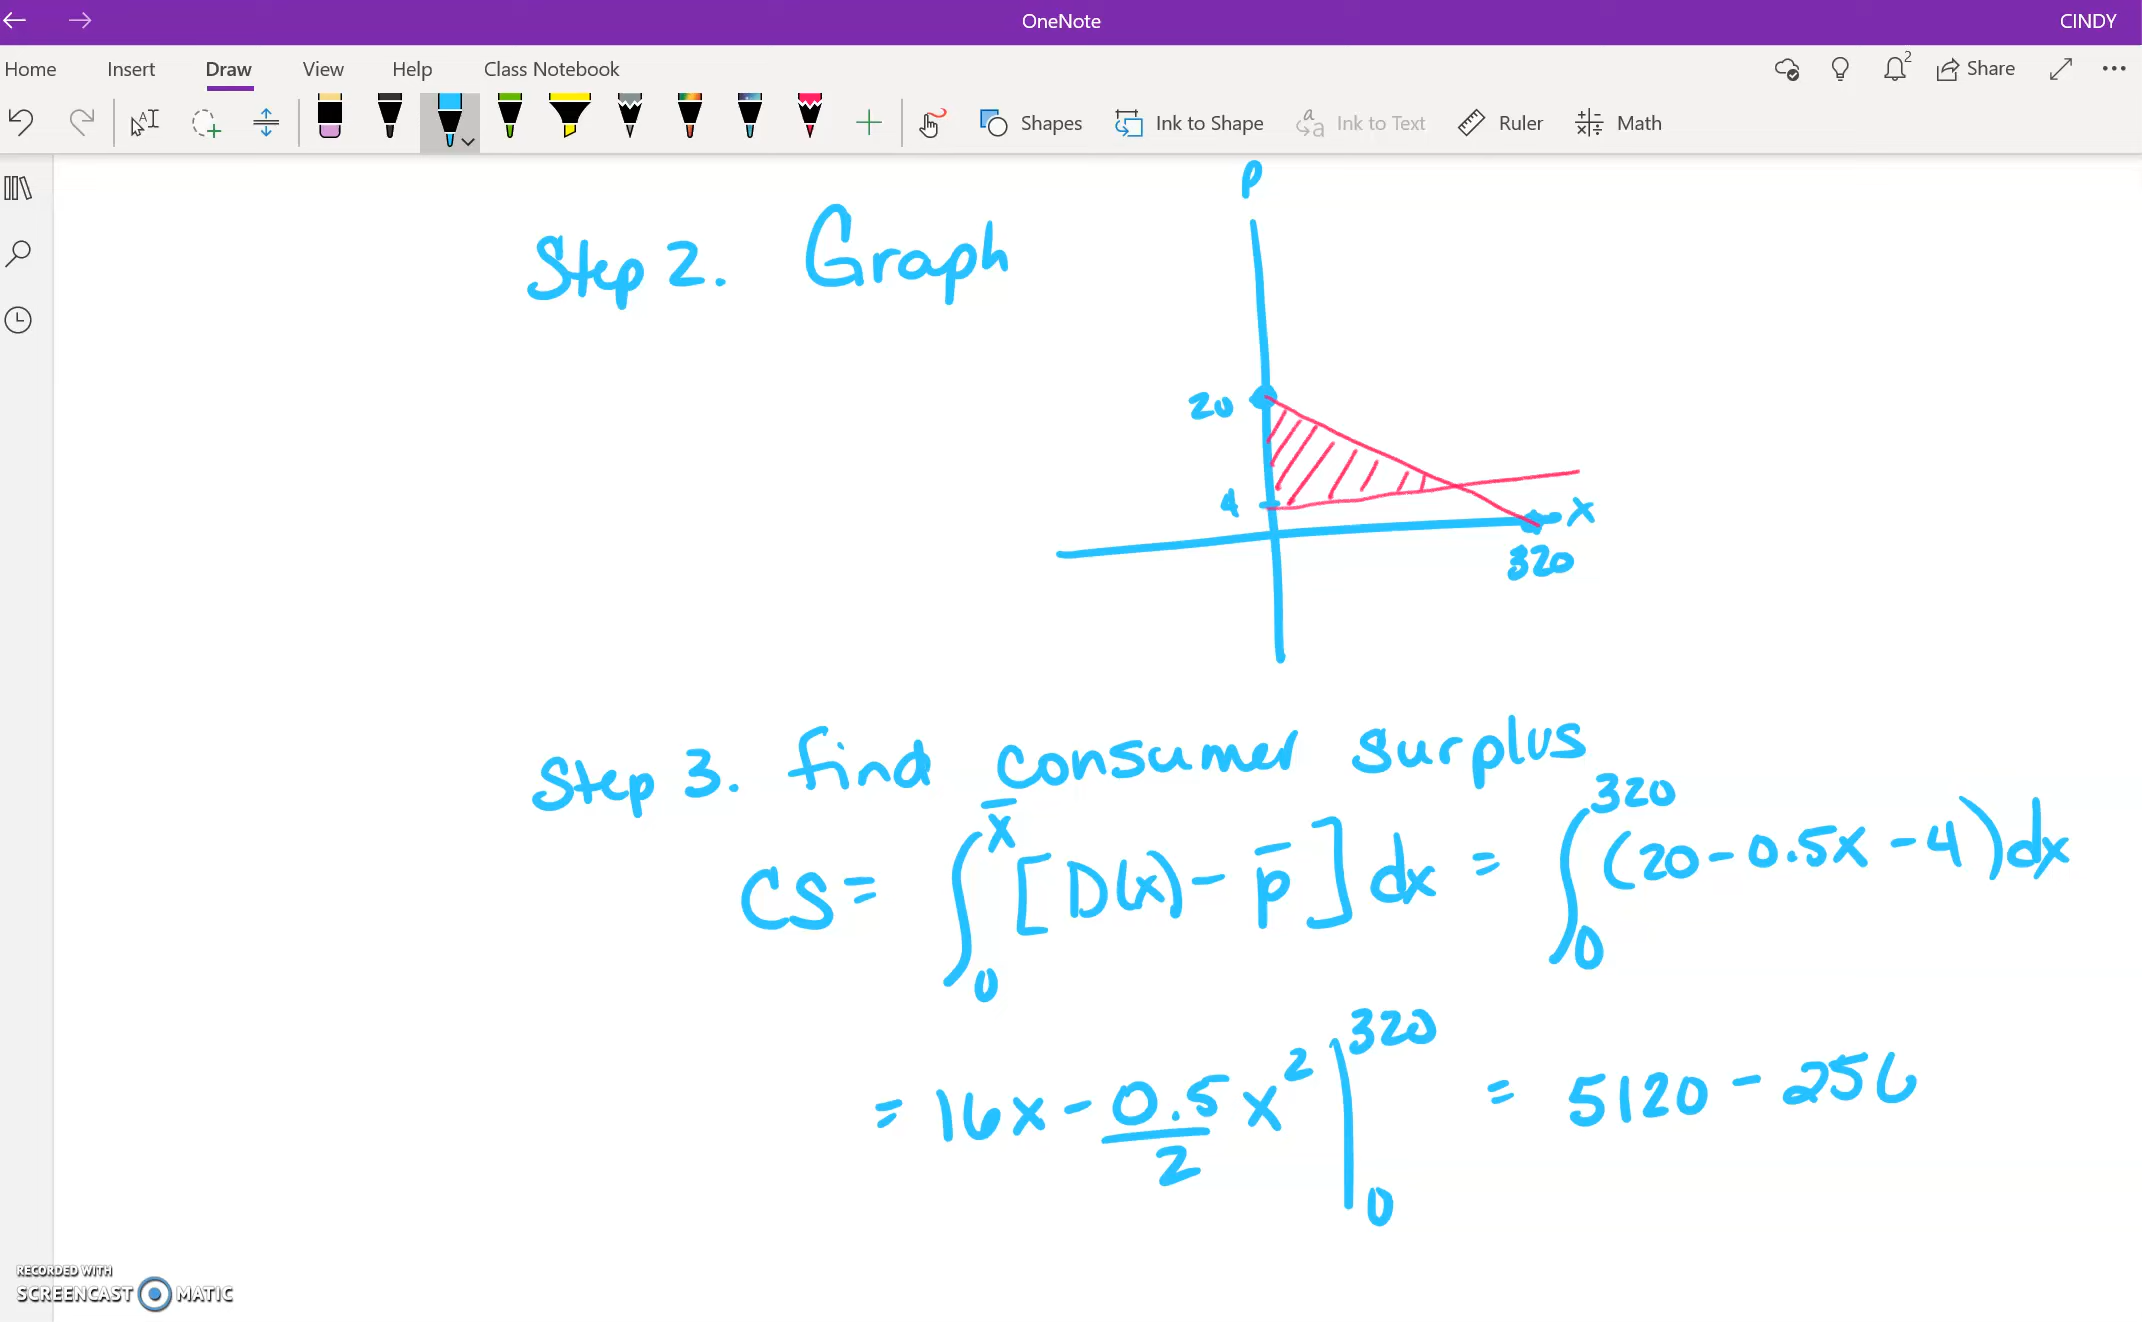 OneNote
CINDY
Home Insert Draw View Help Class Notebook
2 Share
Shapes Ink to Shape Ink to Text Ruler Math
P
Step 2. Graph
20
4
x
320
Step 3. find consumer surplus
CS = ∫₀^x̄ [D(x) - p̄] dx = ∫₀^320 (20 - 0.5x - 4) dx
= 16x - 0.5/2 x² |₀^320 = 5120 - 256
RECORDED WITH
SCREENCAST MATIC